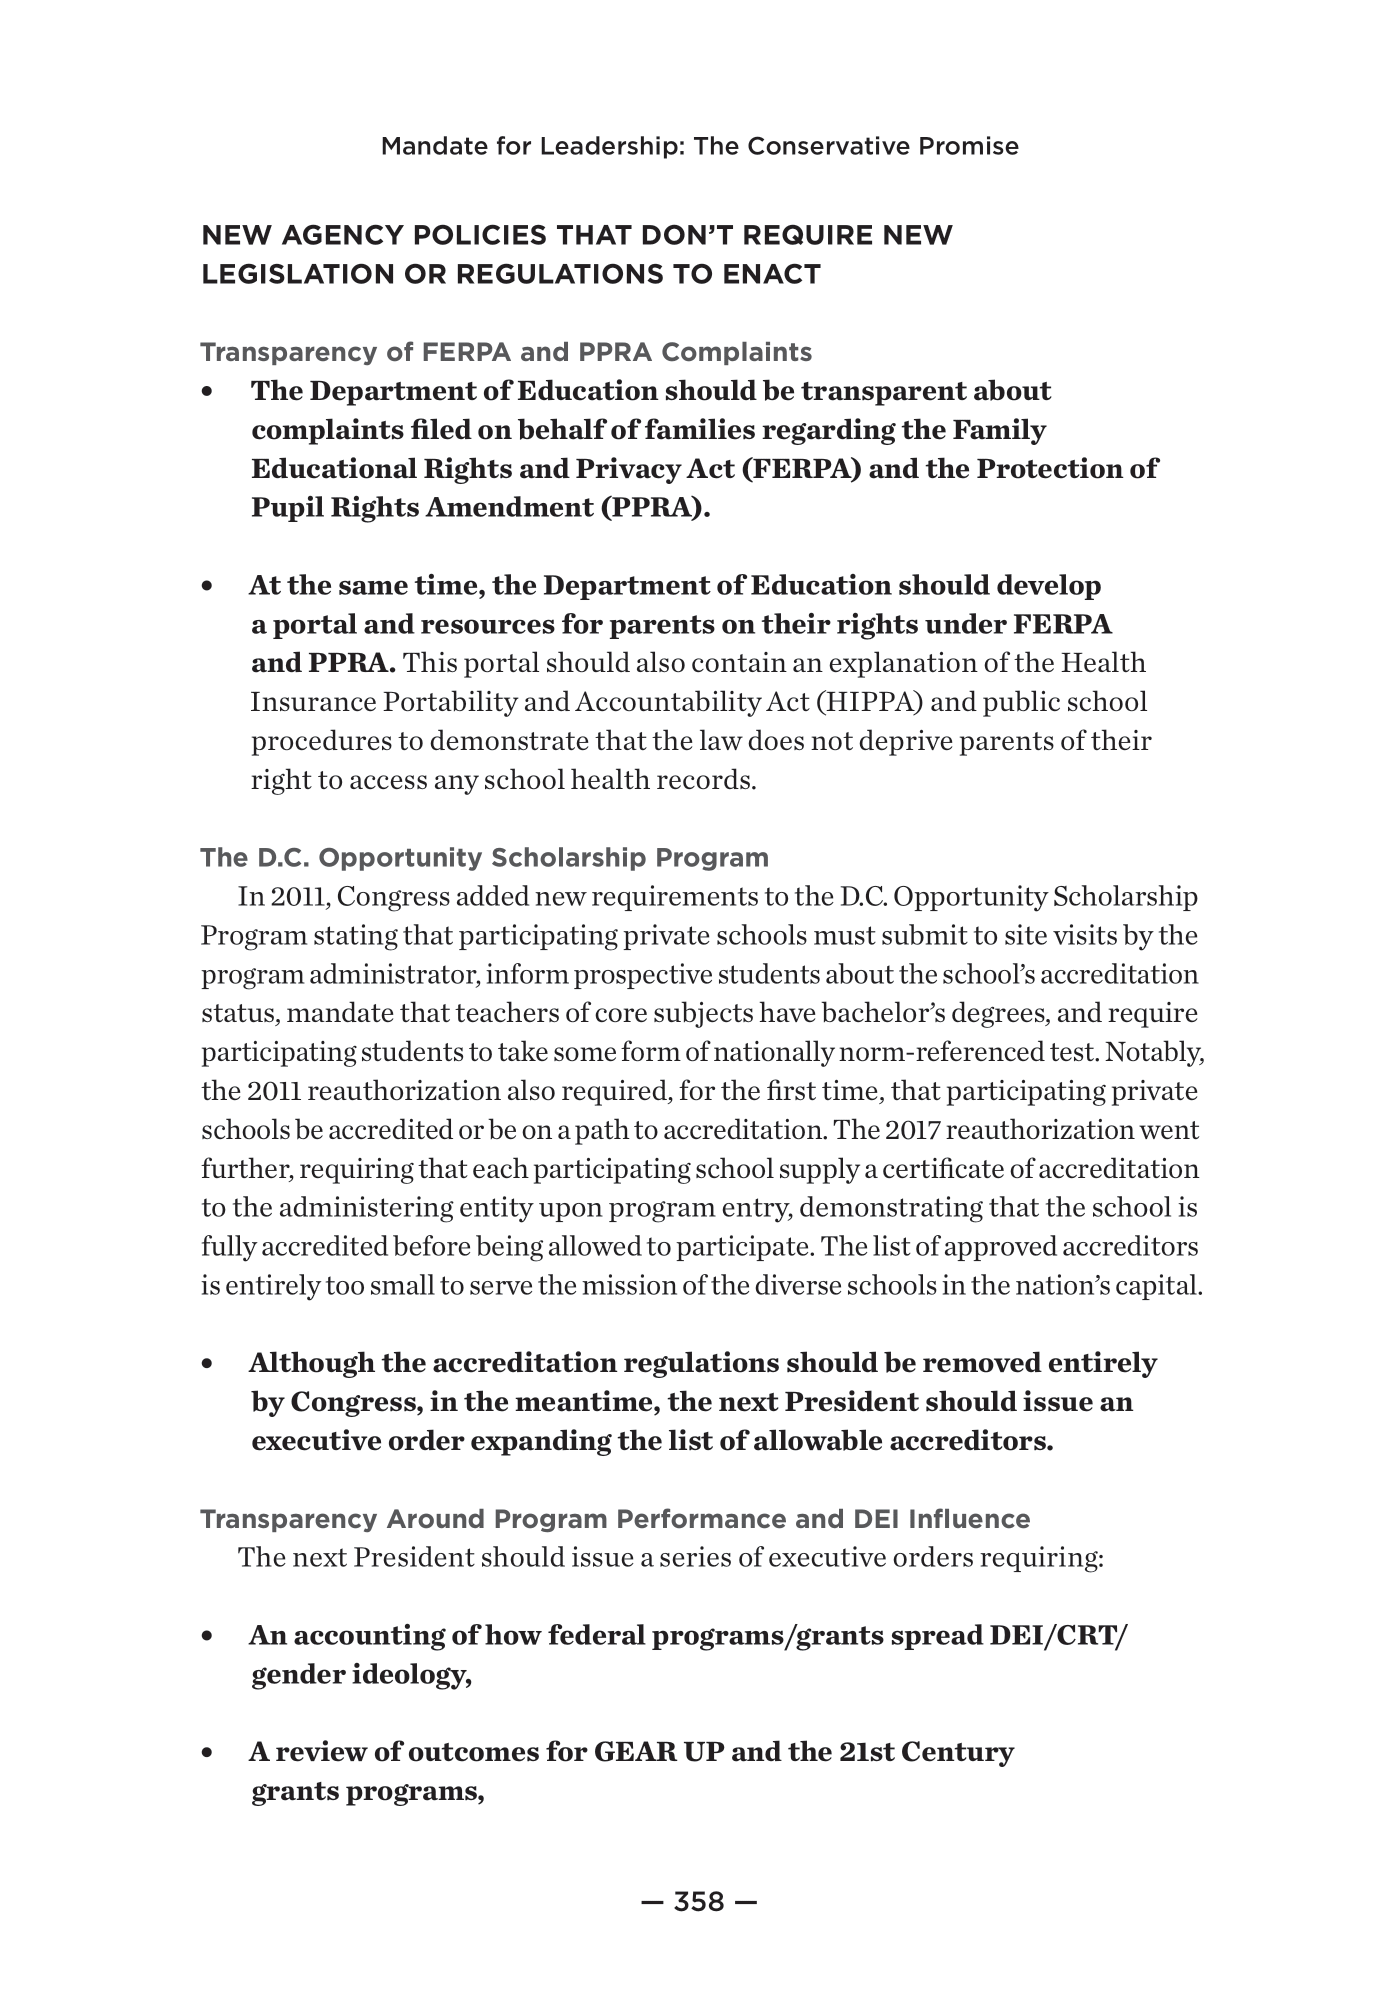 Mandate for Leadership: The Conservative Promise
NEW AGENCY POLICIES THAT DON’T REQUIRE NEW
LEGISLATION OR REGULATIONS TO ENACT
Transparency of FERPA and PPRA Complaints
• The Department of Education should be transparent about
complaints filed on behalf of families regarding the Family
Educational Rights and Privacy Act (FERPA) and the Protection of
Pupil Rights Amendment (PPRA).
• At the same time, the Department of Education should develop
a portal and resources for parents on their rights under FERPA
and PPRA. This portal should also contain an explanation of the Health
Insurance Portability and Accountability Act (HIPPA) and public school
procedures to demonstrate that the law does not deprive parents of their
right to access any school health records.
The D.C. Opportunity Scholarship Program
In 2011, Congress added new requirements to the D.C. Opportunity Scholarship
Program stating that participating private schools must submit to site visits by the
program administrator, inform prospective students about the school’s accreditation
status, mandate that teachers of core subjects have bachelor’s degrees, and require
participating students to take some form of nationally norm-referenced test. Notably,
the 2011 reauthorization also required, for the first time, that participating private
schools be accredited or be on a path to accreditation. The 2017 reauthorization went
further, requiring that each participating school supply a certificate of accreditation
to the administering entity upon program entry, demonstrating that the school is
fully accredited before being allowed to participate. The list of approved accreditors
is entirely too small to serve the mission of the diverse schools in the nation’s capital.
• Although the accreditation regulations should be removed entirely
by Congress, in the meantime, the next President should issue an
executive order expanding the list of allowable accreditors.
Transparency Around Program Performance and DEI Influence
The next President should issue a series of executive orders requiring:
• An accounting of how federal programs/grants spread DEI/CRT/
gender ideology,
• A review of outcomes for GEAR UP and the 21st Century
grants programs,
— 358 —